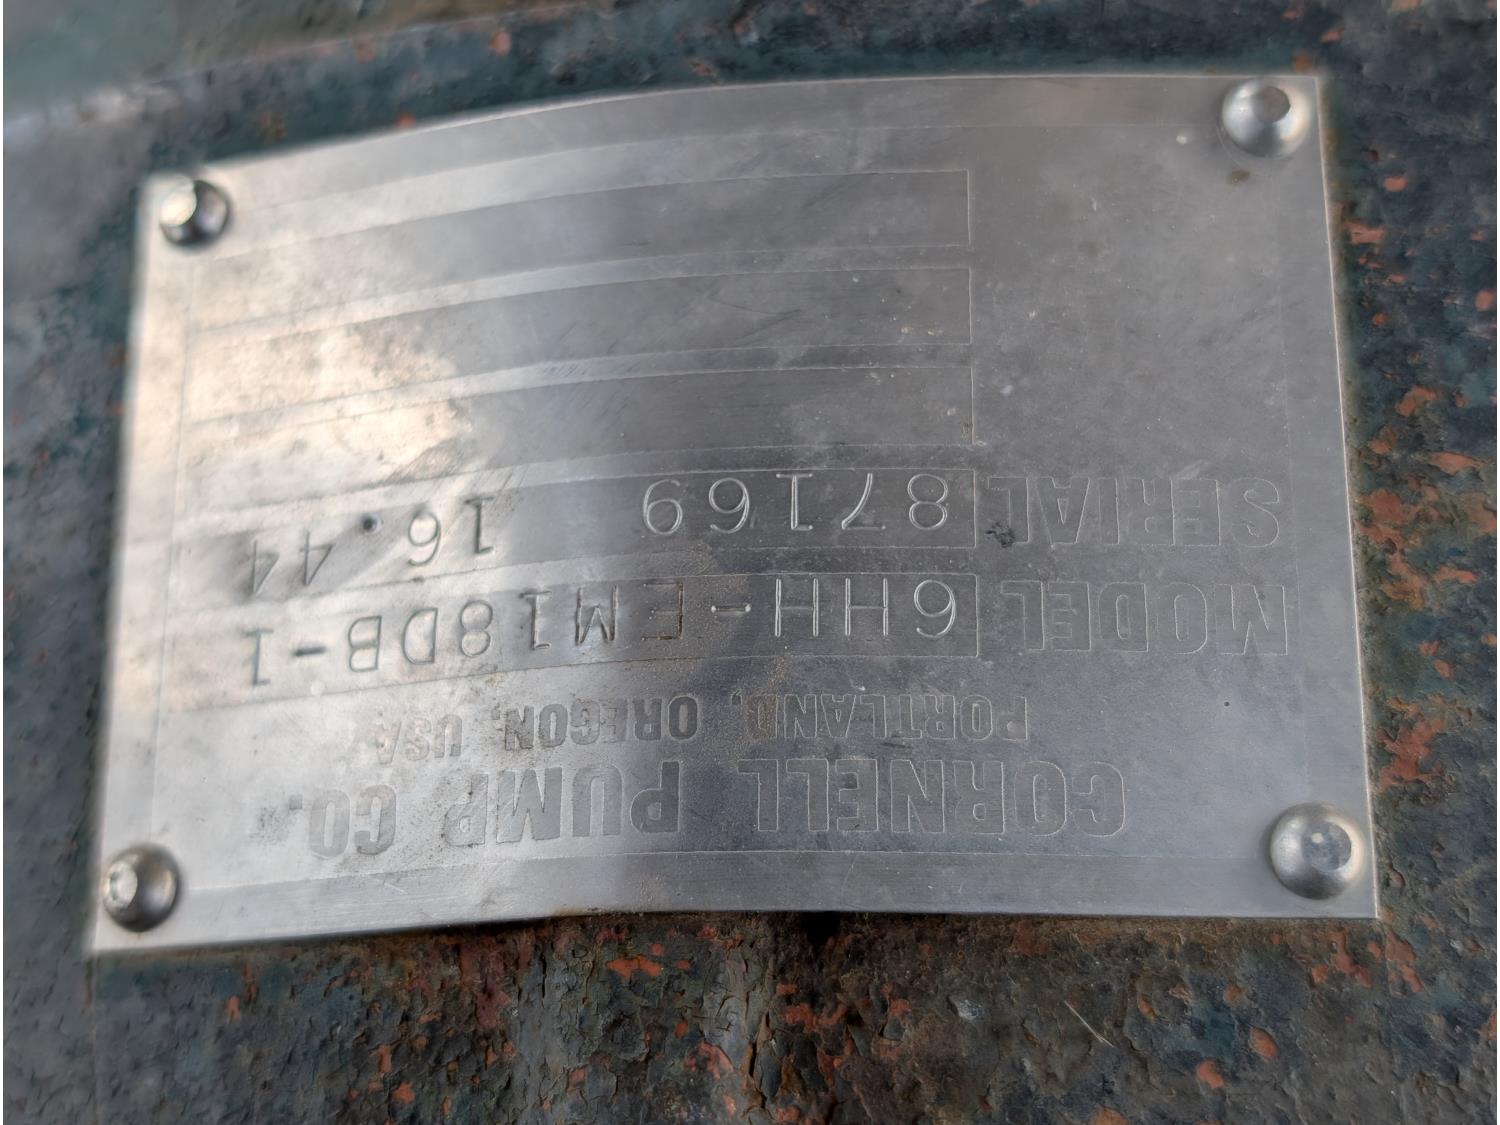 CORNELL PUMP CO.
PORTLAND, OREGON, USA
MODEL 6HH-EM18DB-1
SERIAL 87169 16.44